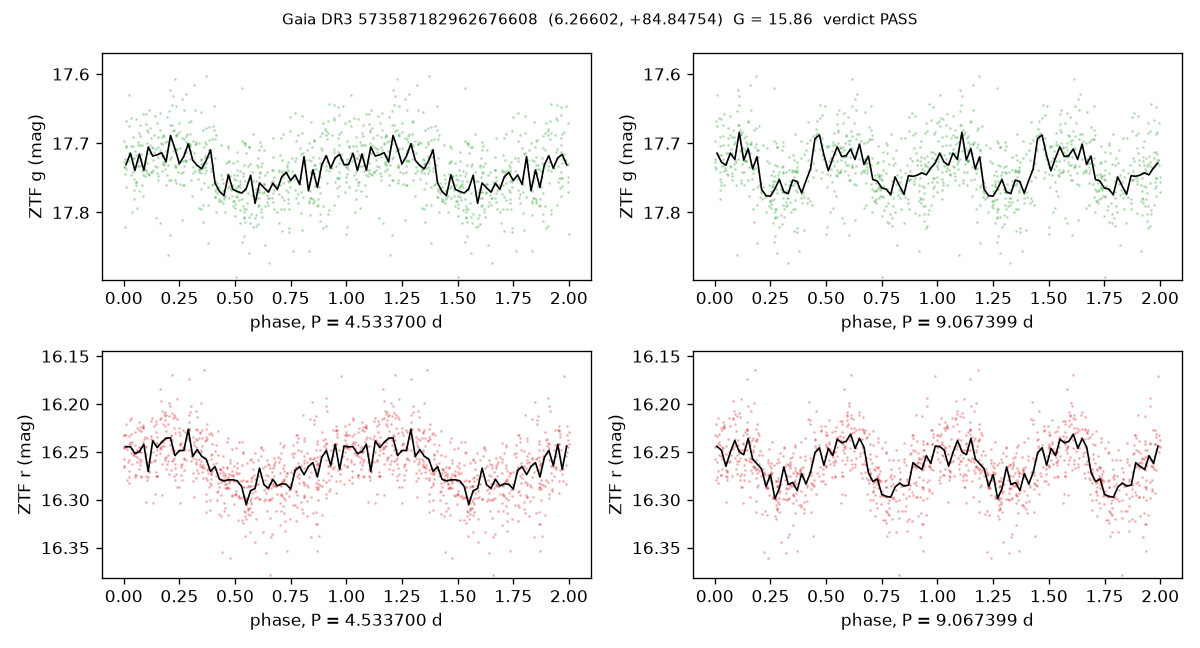 Gaia DR3 573587182962676608 (6.26602, +84.84754) G = 15.86 verdict PASS
17.6
17.7
17.8
ZTF g (mag)
0.00 0.25 0.50 0.75 1.00 1.25 1.50 1.75 2.00
phase, P = 4.533700 d
17.6
17.7
17.8
ZTF g (mag)
0.00 0.25 0.50 0.75 1.00 1.25 1.50 1.75 2.00
phase, P = 9.067399 d
16.15
16.20
16.25
16.30
16.35
ZTF r (mag)
0.00 0.25 0.50 0.75 1.00 1.25 1.50 1.75 2.00
phase, P = 4.533700 d
16.15
16.20
16.25
16.30
16.35
ZTF r (mag)
0.00 0.25 0.50 0.75 1.00 1.25 1.50 1.75 2.00
phase, P = 9.067399 d